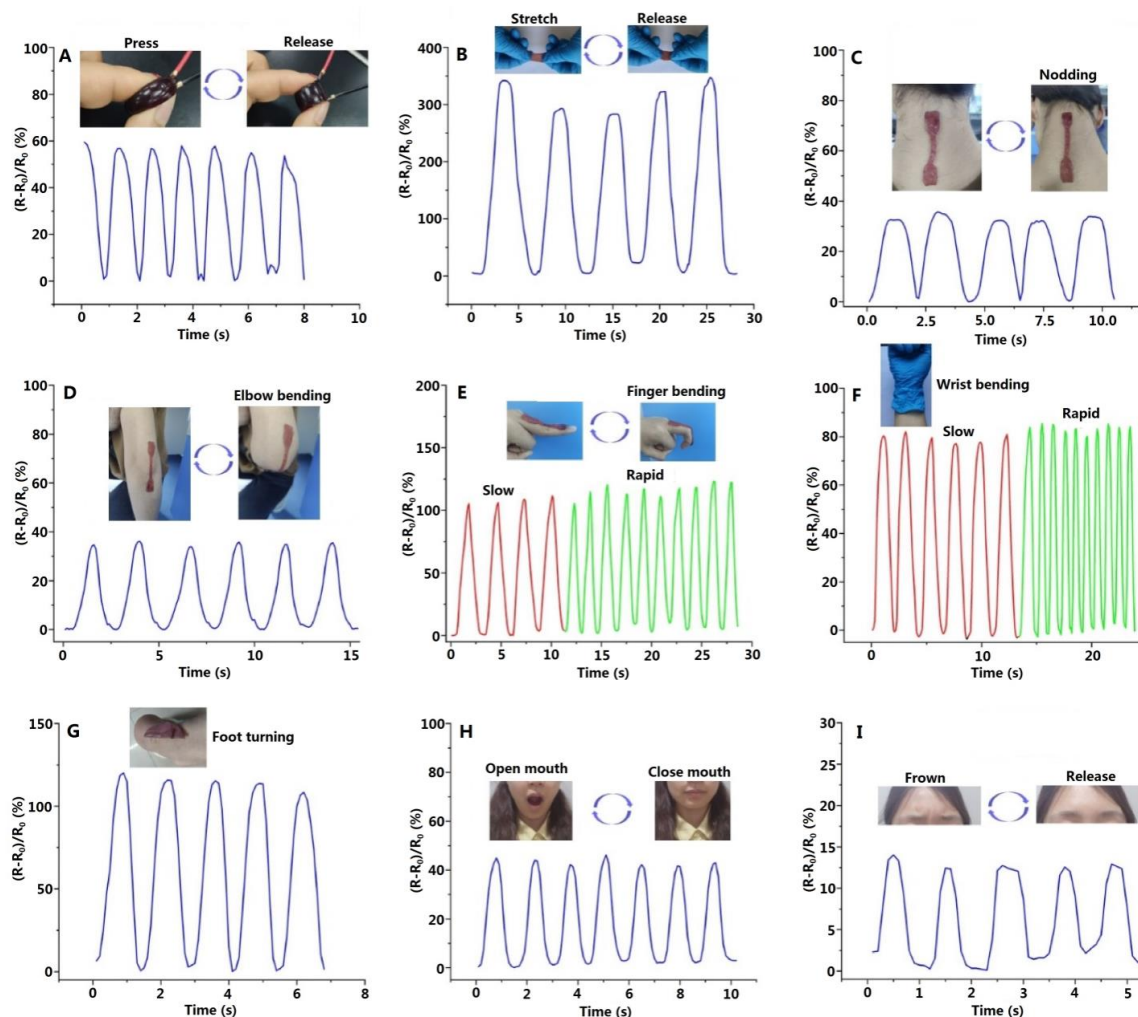 A
Press
Release
100
80
60
40
20
0
(R-R₀)/R₀ (%)
0
2
4
6
8
10
Time (s)
B
Stretch
Release
400
300
200
100
0
(R-R₀)/R₀ (%)
0
5
10
15
20
25
30
Time (s)
C
Nodding
100
80
60
40
20
0
(R-R₀)/R₀ (%)
0.0
2.5
5.0
7.5
10.0
Time (s)
D
Elbow bending
100
80
60
40
20
0
(R-R₀)/R₀ (%)
0
5
10
15
Time (s)
E
Finger bending
Slow
Rapid
200
150
100
50
0
(R-R₀)/R₀ (%)
0
5
10
15
20
25
30
Time (s)
F
Wrist bending
Slow
Rapid
100
80
60
40
20
0
(R-R₀)/R₀ (%)
0
10
20
Time (s)
G
Foot turning
150
100
50
0
(R-R₀)/R₀ (%)
0
2
4
6
8
Time (s)
H
Open mouth
Close mouth
100
80
60
40
20
0
(R-R₀)/R₀ (%)
0
2
4
6
8
10
Time (s)
I
Frown
Release
30
25
20
15
10
5
0
(R-R₀)/R₀ (%)
0
1
2
3
4
5
Time (s)